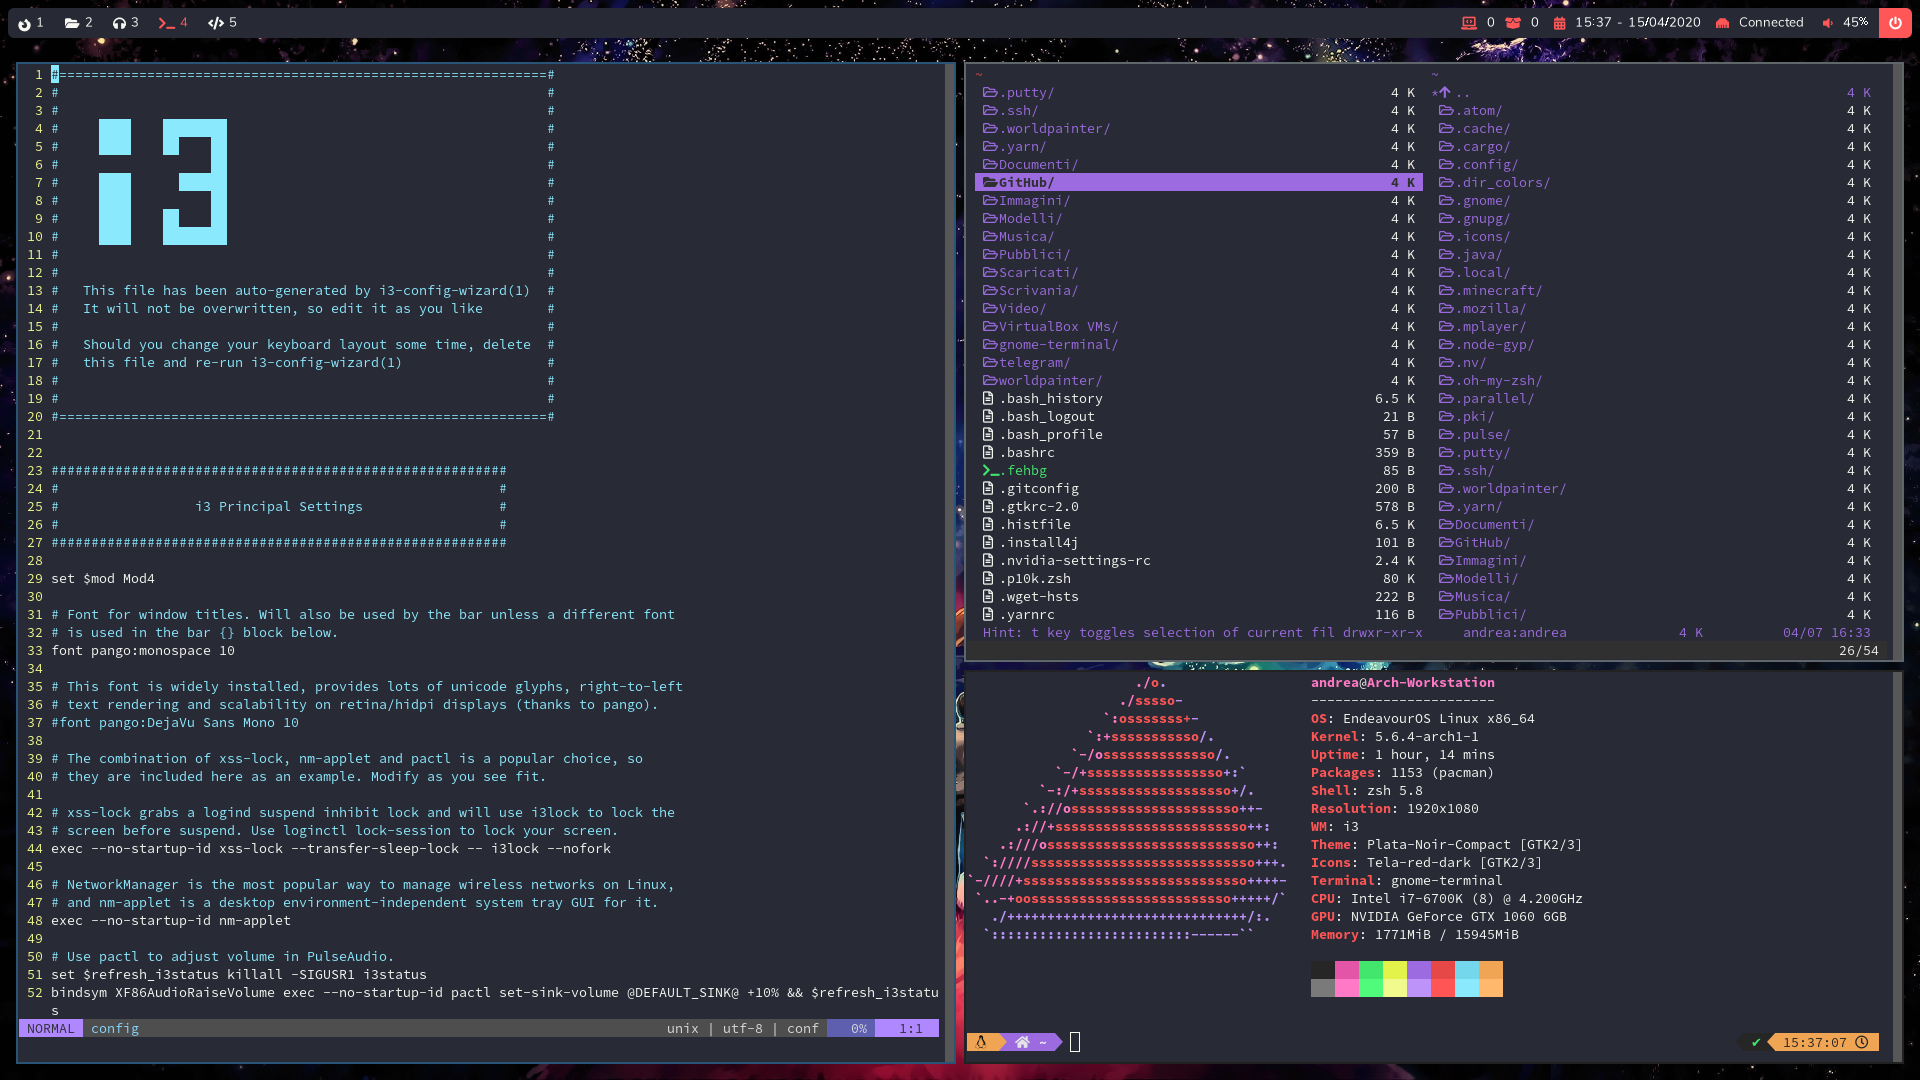 1 2 3 4 5 0 0 15:37 - 15/04/2020 Connected 45%
1 #=============================================================#
2 # #
3 # #
4 # #
5 # #
6 # #
7 # #
8 # #
9 # #
10 # #
11 # #
12 # #
13 # This file has been auto-generated by i3-config-wizard(1) #
14 # It will not be overwritten, so edit it as you like #
15 # #
16 # Should you change your keyboard layout some time, delete #
17 # this file and re-run i3-config-wizard(1) #
18 # #
19 # #
20 #=============================================================#
21
22
23 #########################################################
24 # #
25 # i3 Principal Settings #
26 # #
27 #########################################################
28
29 set $mod Mod4
30
31 # Font for window titles. Will also be used by the bar unless a different font
32 # is used in the bar {} block below.
33 font pango:monospace 10
34
35 # This font is widely installed, provides lots of unicode glyphs, right-to-left
36 # text rendering and scalability on retina/hidpi displays (thanks to pango).
37 #font pango:DejaVu Sans Mono 10
38
39 # The combination of xss-lock, nm-applet and pactl is a popular choice, so
40 # they are included here as an example. Modify as you see fit.
41
42 # xss-lock grabs a logind suspend inhibit lock and will use i3lock to lock the
43 # screen before suspend. Use loginctl lock-session to lock your screen.
44 exec --no-startup-id xss-lock --transfer-sleep-lock -- i3lock --nofork
45
46 # NetworkManager is the most popular way to manage wireless networks on Linux,
47 # and nm-applet is a desktop environment-independent system tray GUI for it.
48 exec --no-startup-id nm-applet
49
50 # Use pactl to adjust volume in PulseAudio.
51 set $refresh_i3status killall -SIGUSR1 i3status
52 bindsym XF86AudioRaiseVolume exec --no-startup-id pactl set-sink-volume @DEFAULT_SINK@ +10% && $refresh_i3statu
s
NORMAL config unix | utf-8 | conf 0% 1:1
~ ~
.putty/ 4 K * .. 4 K
.ssh/ 4 K .atom/ 4 K
.worldpainter/ 4 K .cache/ 4 K
.yarn/ 4 K .cargo/ 4 K
Documenti/ 4 K .config/ 4 K
GitHub/ 4 K .dir_colors/ 4 K
Immagini/ 4 K .gnome/ 4 K
Modelli/ 4 K .gnupg/ 4 K
Musica/ 4 K .icons/ 4 K
Pubblici/ 4 K .java/ 4 K
Scaricati/ 4 K .local/ 4 K
Scrivania/ 4 K .minecraft/ 4 K
Video/ 4 K .mozilla/ 4 K
VirtualBox VMs/ 4 K .mplayer/ 4 K
gnome-terminal/ 4 K .node-gyp/ 4 K
telegram/ 4 K .nv/ 4 K
worldpainter/ 4 K .oh-my-zsh/ 4 K
.bash_history 6.5 K .parallel/ 4 K
.bash_logout 21 B .pki/ 4 K
.bash_profile 57 B .pulse/ 4 K
.bashrc 359 B .putty/ 4 K
.fehbg 85 B .ssh/ 4 K
.gitconfig 200 B .worldpainter/ 4 K
.gtkrc-2.0 578 B .yarn/ 4 K
.histfile 6.5 K Documenti/ 4 K
.install4j 101 B GitHub/ 4 K
.nvidia-settings-rc 2.4 K Immagini/ 4 K
.p10k.zsh 80 K Modelli/ 4 K
.wget-hsts 222 B Musica/ 4 K
.yarnrc 116 B Pubblici/ 4 K
Hint: t key toggles selection of current fil drwxr-xr-x andrea:andrea 4 K 04/07 16:33
26/54
andrea@Arch-Workstation
-----------------------
OS: EndeavourOS Linux x86_64
Kernel: 5.6.4-arch1-1
Uptime: 1 hour, 14 mins
Packages: 1153 (pacman)
Shell: zsh 5.8
Resolution: 1920x1080
WM: i3
Theme: Plata-Noir-Compact [GTK2/3]
Icons: Tela-red-dark [GTK2/3]
Terminal: gnome-terminal
CPU: Intel i7-6700K (8) @ 4.200GHz
GPU: NVIDIA GeForce GTX 1060 6GB
Memory: 1771MiB / 15945MiB
~ ✔ 15:37:07